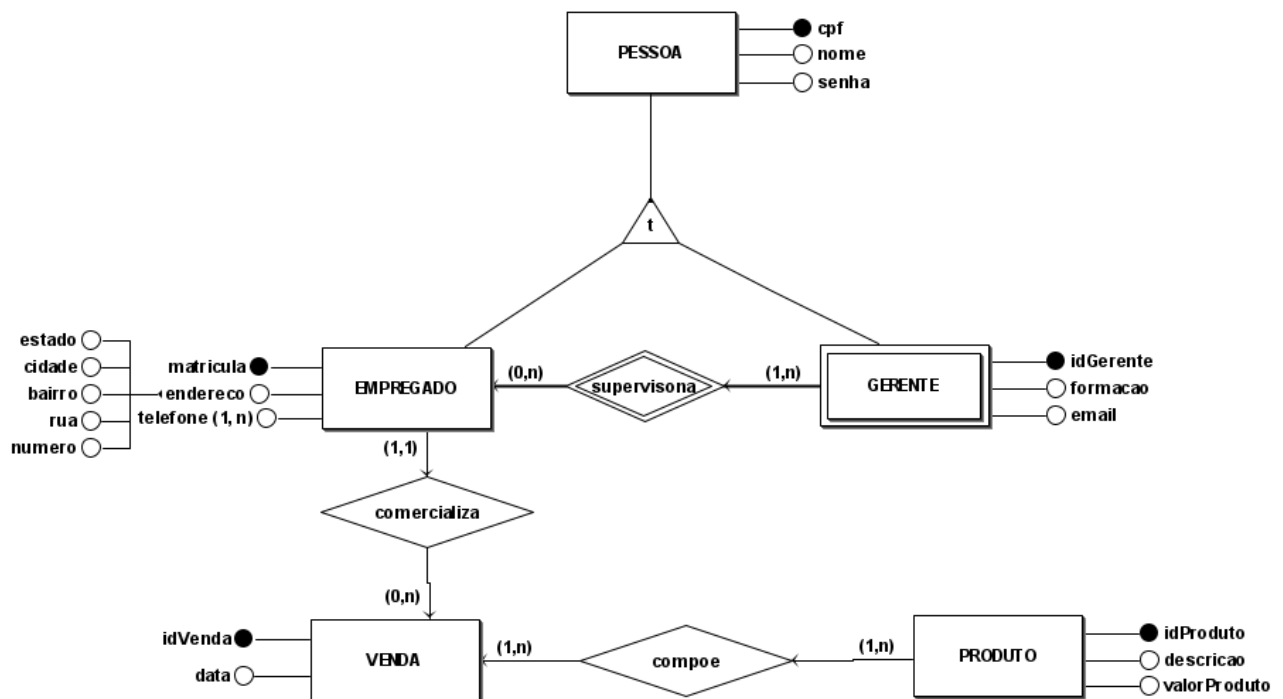 PESSOA
cpf
nome
senha
t
estado
cidade
bairro
rua
numero
matricula
endereco
telefone (1, n)
EMPREGADO
(0,n)
supervisona
(1,n)
GERENTE
idGerente
formacao
email
(1,1)
comercializa
(0,n)
idVenda
data
VENDA
(1,n)
compoe
(1,n)
PRODUTO
idProduto
descricao
valorProduto